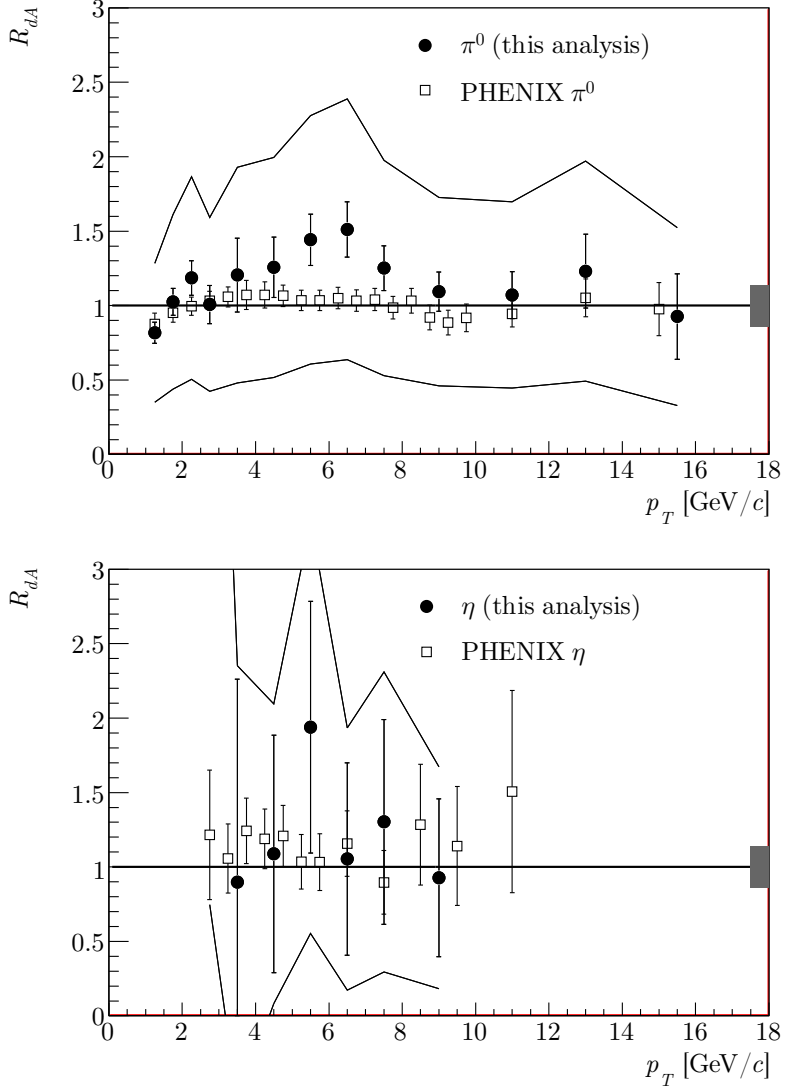 R_dA
3
2.5
2
1.5
1
0.5
0
π⁰ (this analysis)
PHENIX π⁰
0 2 4 6 8 10 12 14 16 18
p_T [GeV/c]
R_dA
3
2.5
2
1.5
1
0.5
0
η (this analysis)
PHENIX η
0 2 4 6 8 10 12 14 16 18
p_T [GeV/c]